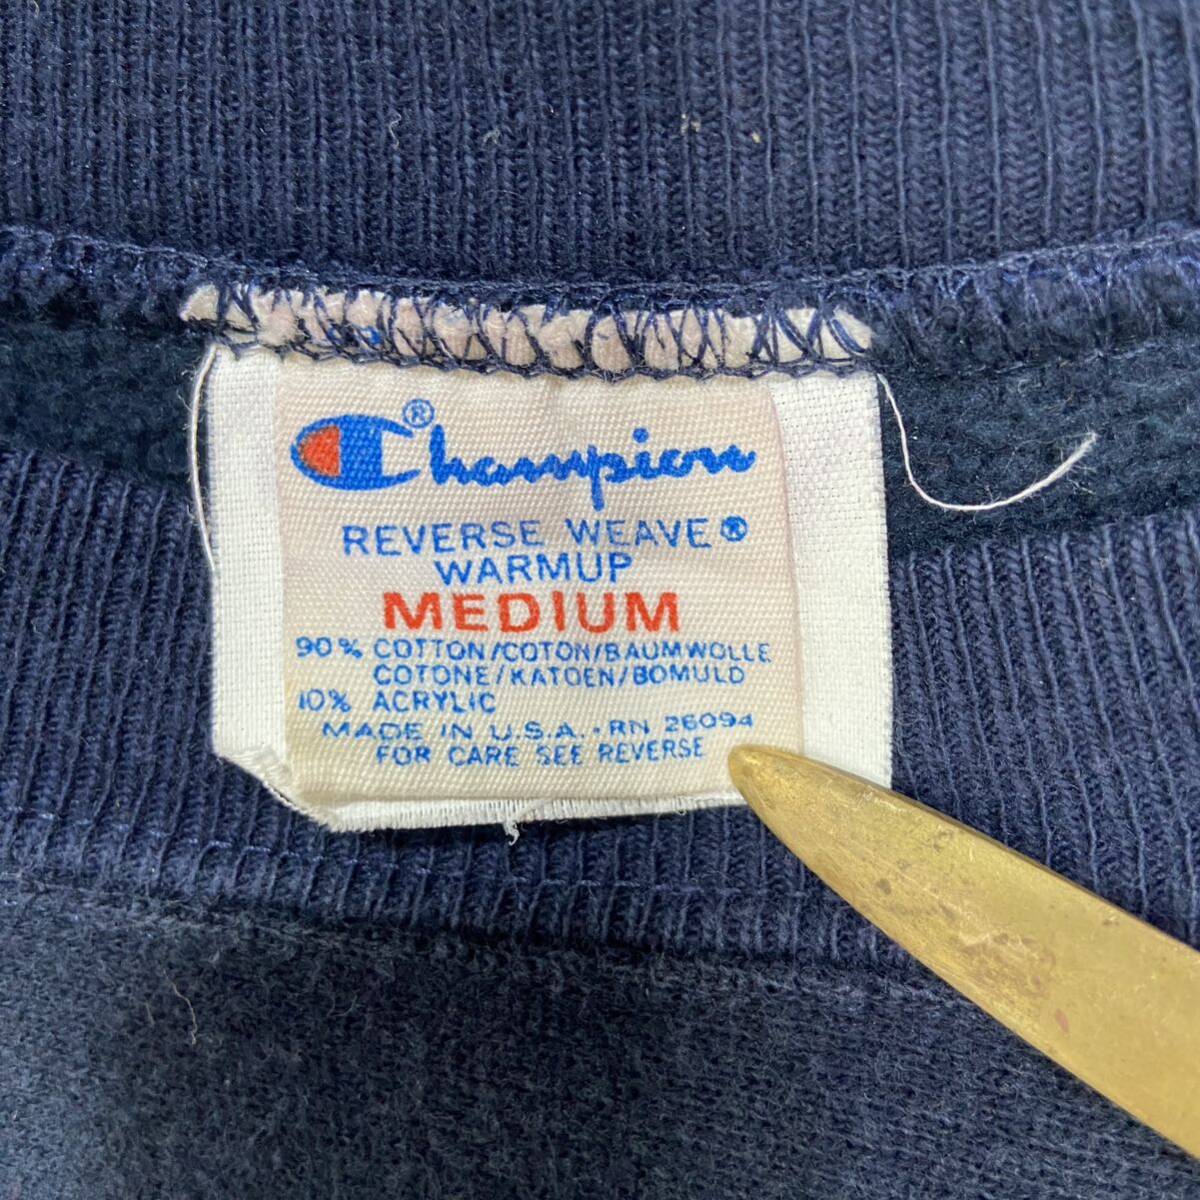 Champion®
REVERSE WEAVE®
WARMUP
MEDIUM
90% COTTON/COTON/BAUMWOLLE
COTONE/KATOEN/BOMULD
10% ACRYLIC
MADE IN U.S.A. · RN 26094
FOR CARE SEE REVERSE